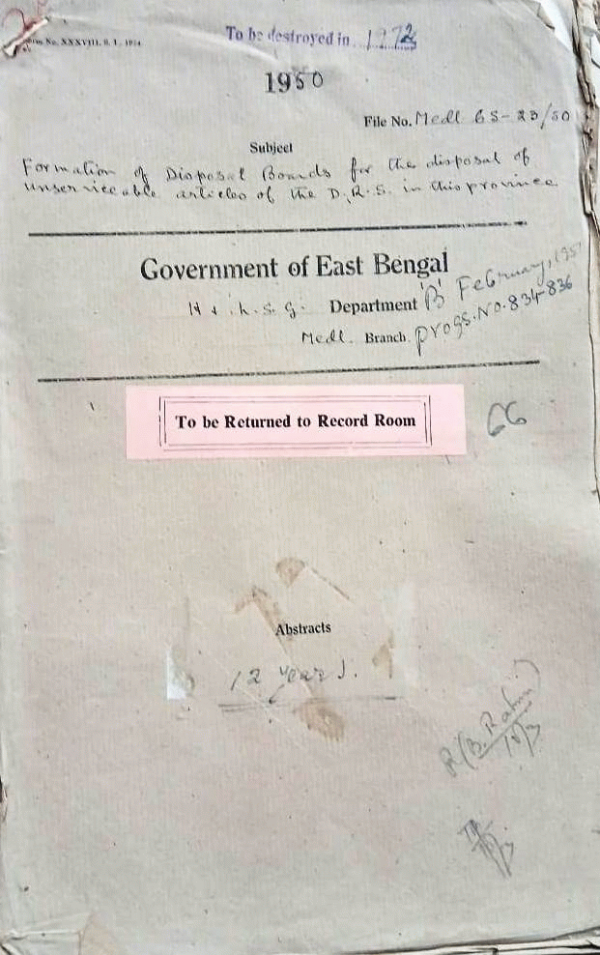 To be destroyed in 1972
1950
File No. Medl 6S-23/50
Subject
Formation of Disposal Boards for the disposal of
unserviceable articles of the D.R.S. in this province
Government of East Bengal
Department 'B' February, 195
Medl. Branch Progs. No. 834-836
To be Returned to Record Room
66
Abstracts
12 years.